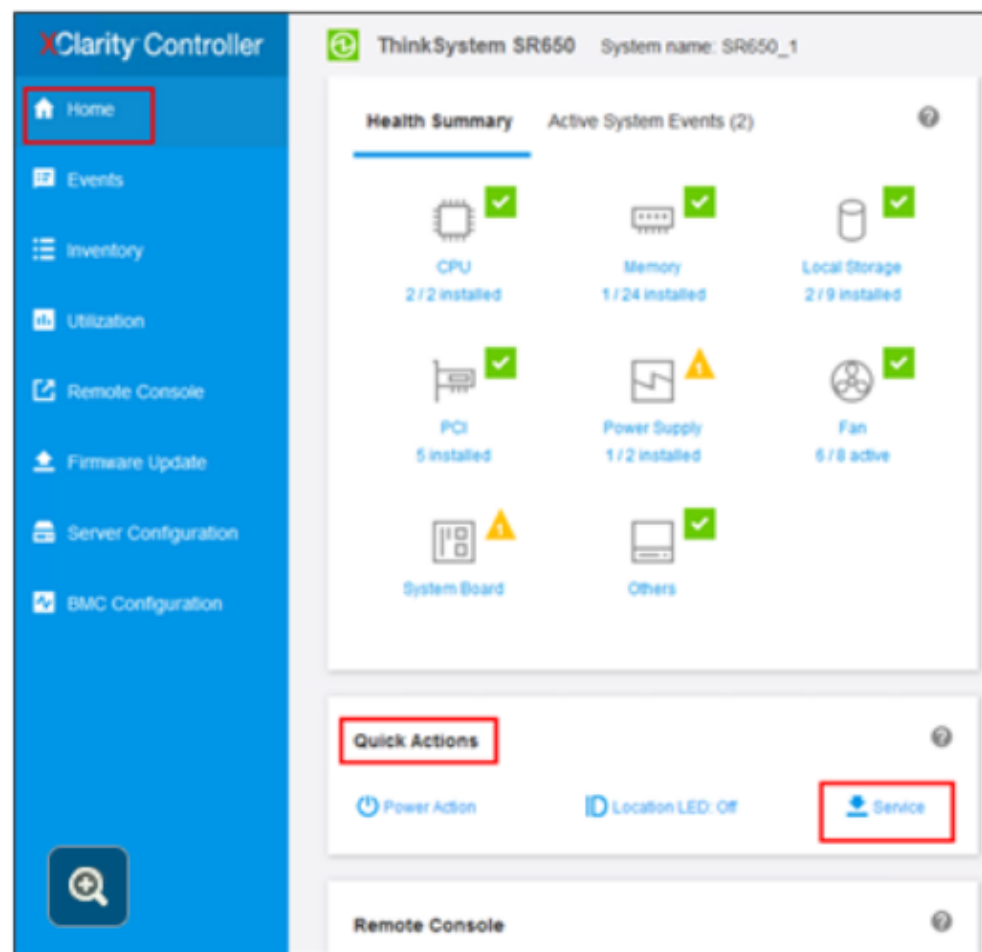 XClarity Controller
ThinkSystem SR650 System name: SR650_1
Home
Events
Inventory
Utilization
Remote Console
Firmware Update
Server Configuration
BMC Configuration
Health Summary Active System Events (2)
CPU
2 / 2 installed
Memory
1 / 24 installed
Local Storage
2 / 9 installed
PCI
5 installed
1
Power Supply
1 / 2 installed
Fan
6 / 8 active
1
System Board
Others
Quick Actions
Power Action
Location LED: Off
Service
Remote Console